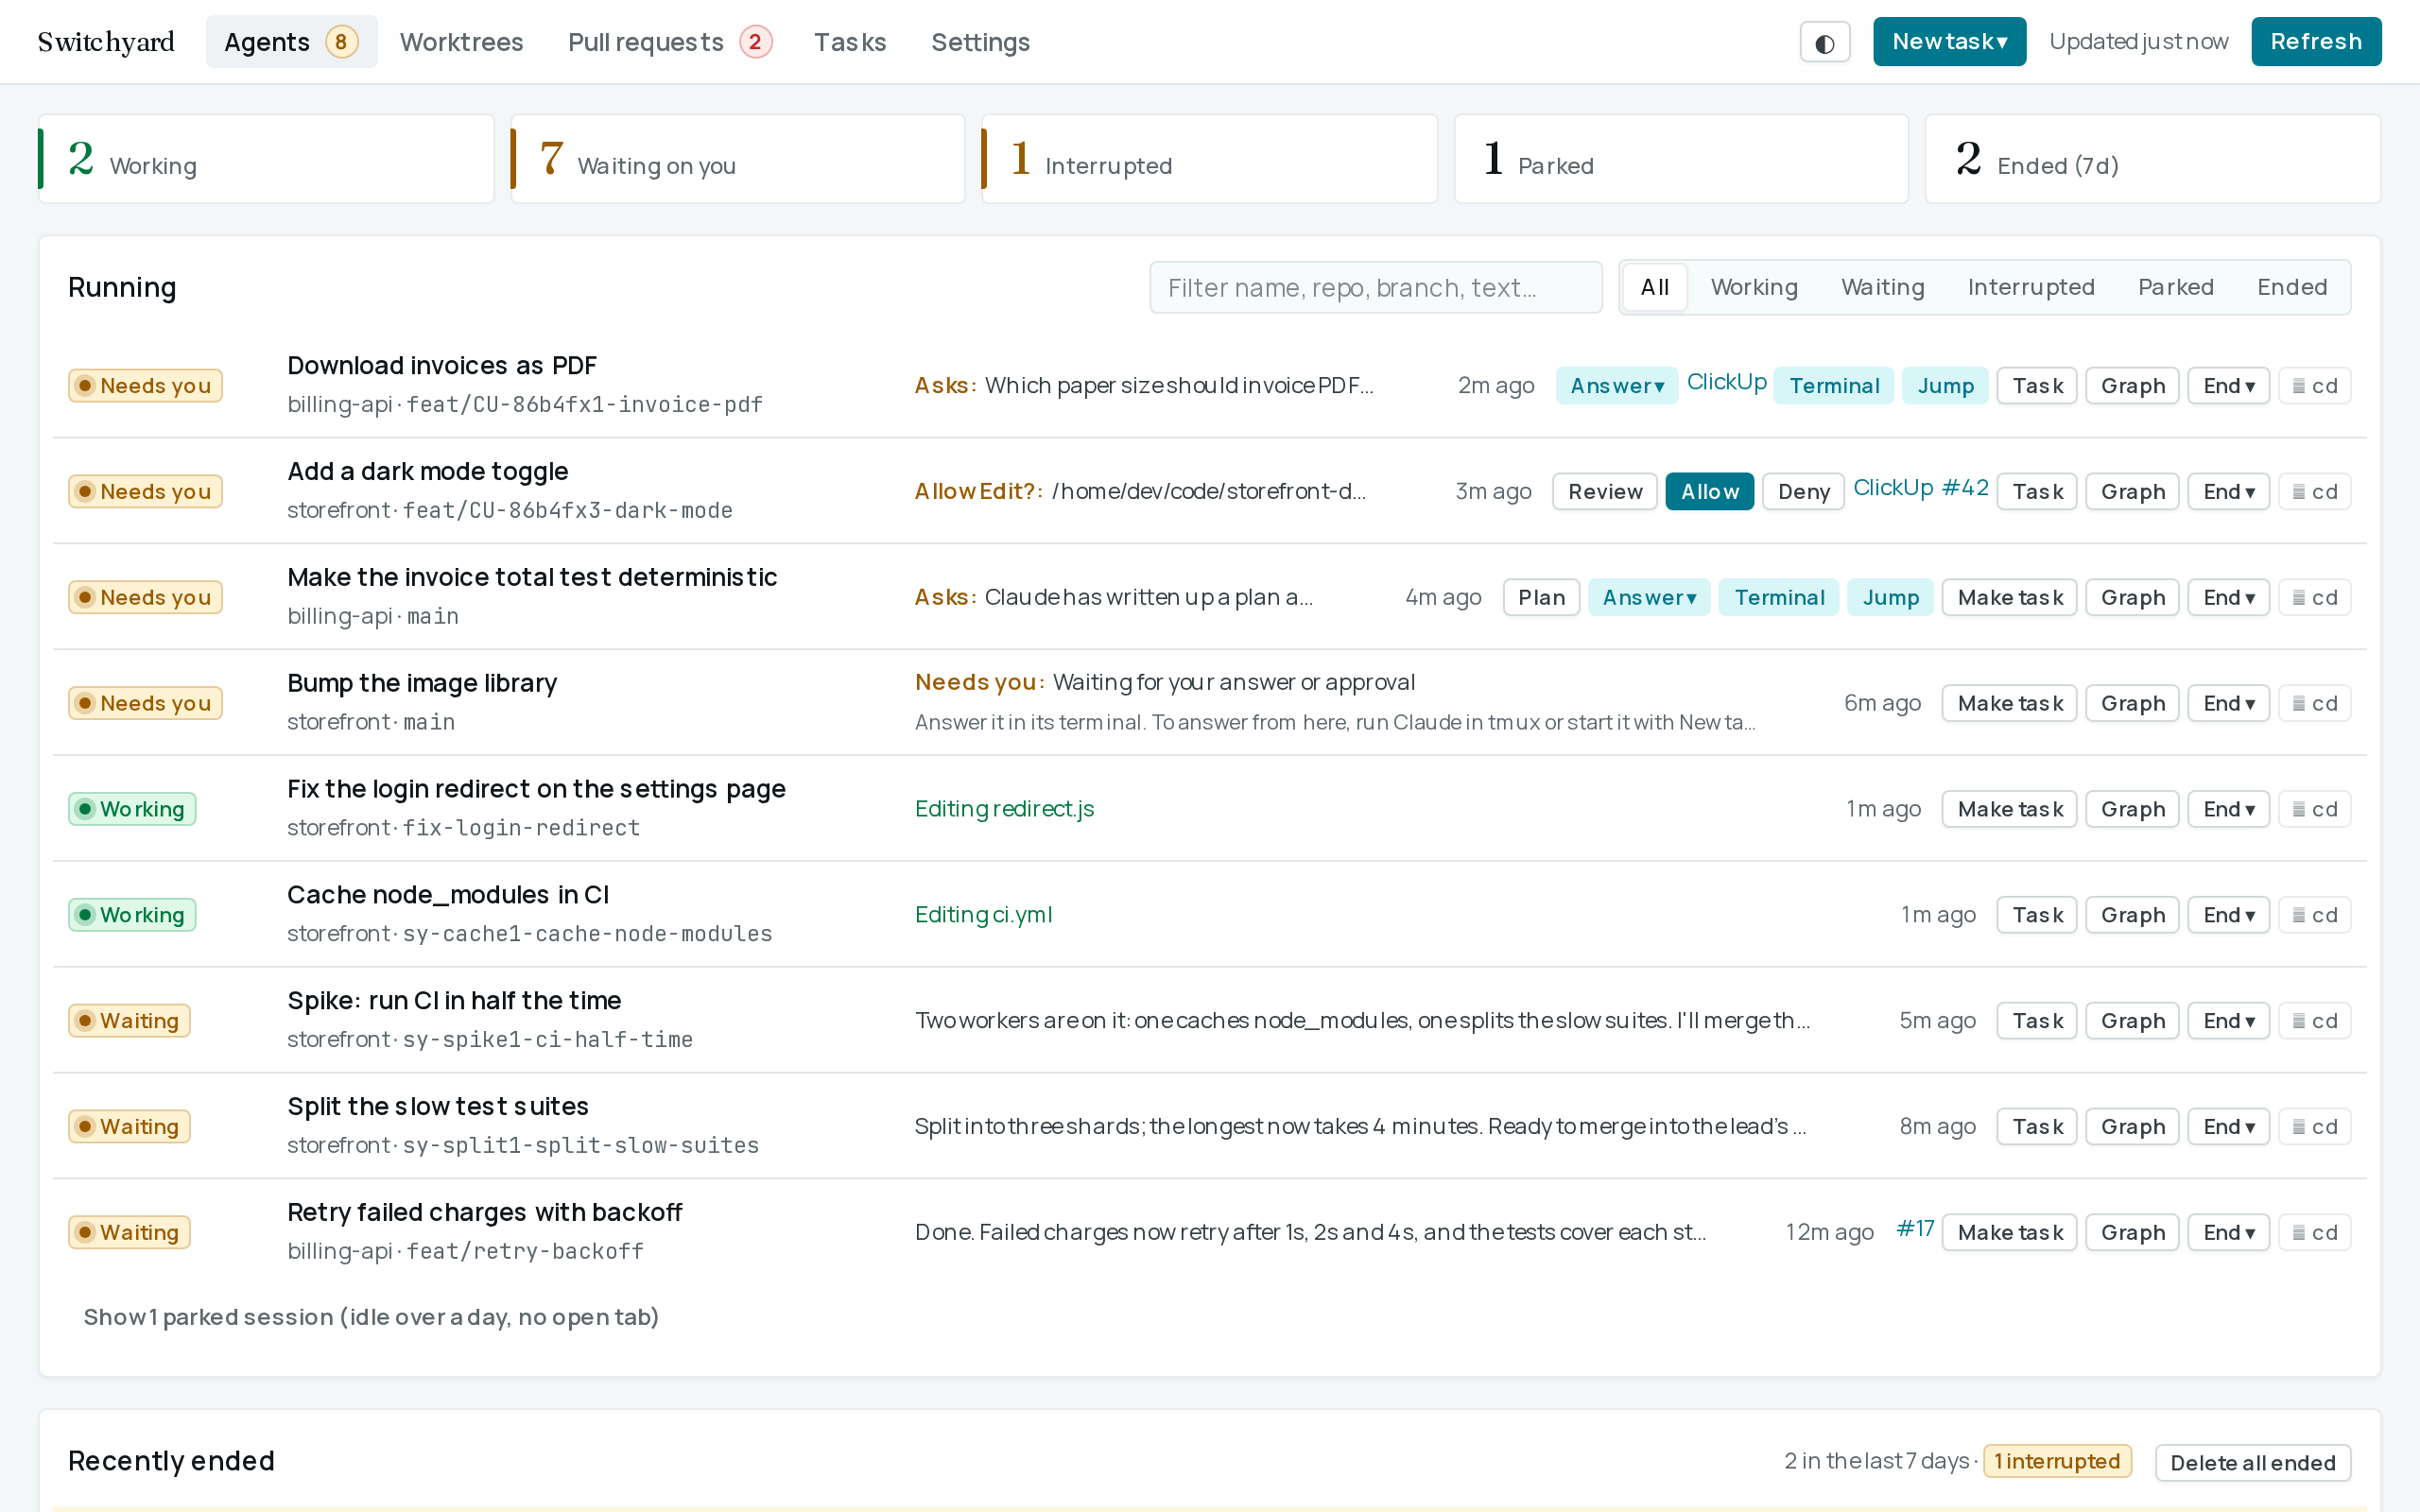 Switchyard Agents 8 Worktrees Pull requests 2 Tasks Settings New task ▾ Updated just now Refresh
2 Working 7 Waiting on you 1 Interrupted 1 Parked 2 Ended (7d)
Running Filter name, repo, branch, text... All Working Waiting Interrupted Parked Ended
Download invoices as PDF
Needs you Asks: Which paper size should invoice PDF... 2m ago Answer ▾ ClickUp Terminal Jump Task Graph End ▾ cd
billing-api · feat/CU-86b4fx1-invoice-pdf
Add a dark mode toggle
Needs you Allow Edit?: /home/dev/code/storefront-d... 3m ago Review Allow Deny ClickUp #42 Task Graph End ▾ cd
storefront · feat/CU-86b4fx3-dark-mode
Make the invoice total test deterministic
Needs you Asks: Claude has written up a plan a... 4m ago Plan Answer ▾ Terminal Jump Make task Graph End ▾ cd
billing-api · main
Bump the image library Needs you: Waiting for your answer or approval
Needs you 6m ago Make task Graph End ▾ cd
storefront · main Answer it in its terminal. To answer from here, run Claude in tmux or start it with New ta...
Fix the login redirect on the settings page
Working Editing redirect.js 1m ago Make task Graph End ▾ cd
storefront · fix-login-redirect
Cache node_modules in CI
Working Editing ci.yml 1m ago Task Graph End ▾ cd
storefront · sy-cache1-cache-node-modules
Spike: run CI in half the time
Waiting Two workers are on it: one caches node_modules, one splits the slow suites. I'll merge th... 5m ago Task Graph End ▾ cd
storefront · sy-spike1-ci-half-time
Split the slow test suites
Waiting Split into three shards; the longest now takes 4 minutes. Ready to merge into the lead's ... 8m ago Task Graph End ▾ cd
storefront · sy-split1-split-slow-suites
Retry failed charges with backoff
Waiting Done. Failed charges now retry after 1s, 2s and 4s, and the tests cover each st... 12m ago #17 Make task Graph End ▾ cd
billing-api · feat/retry-backoff
Show 1 parked session (idle over a day, no open tab)
Recently ended 2 in the last 7 days · 1 interrupted Delete all ended